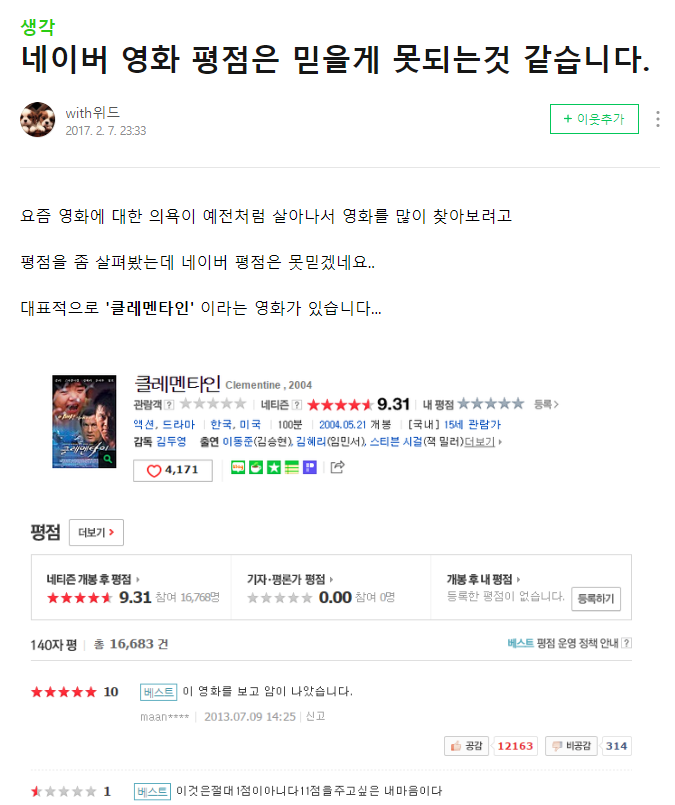 생각
네이버 영화 평점은 믿을게 못되는것 같습니다.
with위드
2017. 2. 7. 23:33
+ 이웃추가
요즘 영화에 대한 의욕이 예전처럼 살아나서 영화를 많이 찾아보려고
평점을 좀 살펴봤는데 네이버 평점은 못믿겠네요..
대표적으로 '클레멘타인' 이라는 영화가 있습니다...
클레멘타인 Clementine , 2004
관람객 ? 네티즌 ? 9.31 내 평점 등록
액션, 드라마 한국, 미국 100분 2004.05.21 개봉 [국내] 15세 관람가
감독 김두영 출연 이동준(김승현), 김혜리(임민서), 스티븐 시걸(잭 밀러) 더보기
4,171
평점 더보기
네티즌 개봉 후 평점 기자·평론가 평점 개봉 후 내 평점
9.31 참여 16,768명 0.00 참여 0명 등록한 평점이 없습니다. 등록하기
140자 평 총 16,683 건 베스트 평점 운영 정책 안내 ?
10 베스트 이 영화를 보고 암이 나았습니다.
maan**** 2013.07.09 14:25 신고
공감 12163 비공감 314
1 베스트 이것은절대1점이아니다11점을주고싶은 내마음이다